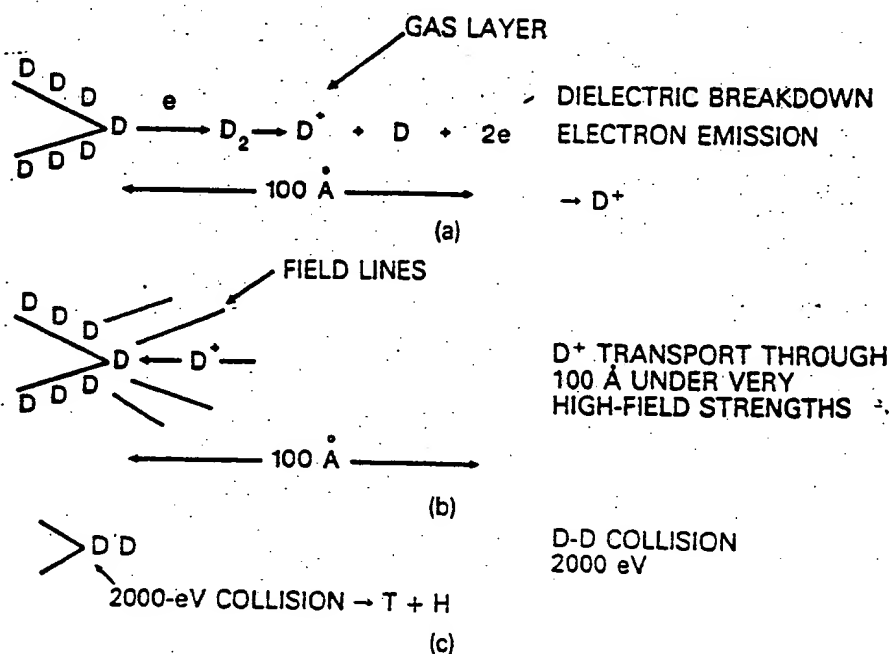 GAS LAYER
D D D D e D₂ → D⁺ + D + 2e
D D D
DIELECTRIC BREAKDOWN
ELECTRON EMISSION
→ D⁺
100 Å
(a)
FIELD LINES
D D D D ← D⁺
D D D
D⁺ TRANSPORT THROUGH
100 Å UNDER VERY
HIGH-FIELD STRENGTHS
100 Å
(b)
D D
D-D COLLISION
2000 eV
2000-eV COLLISION → T + H
(c)